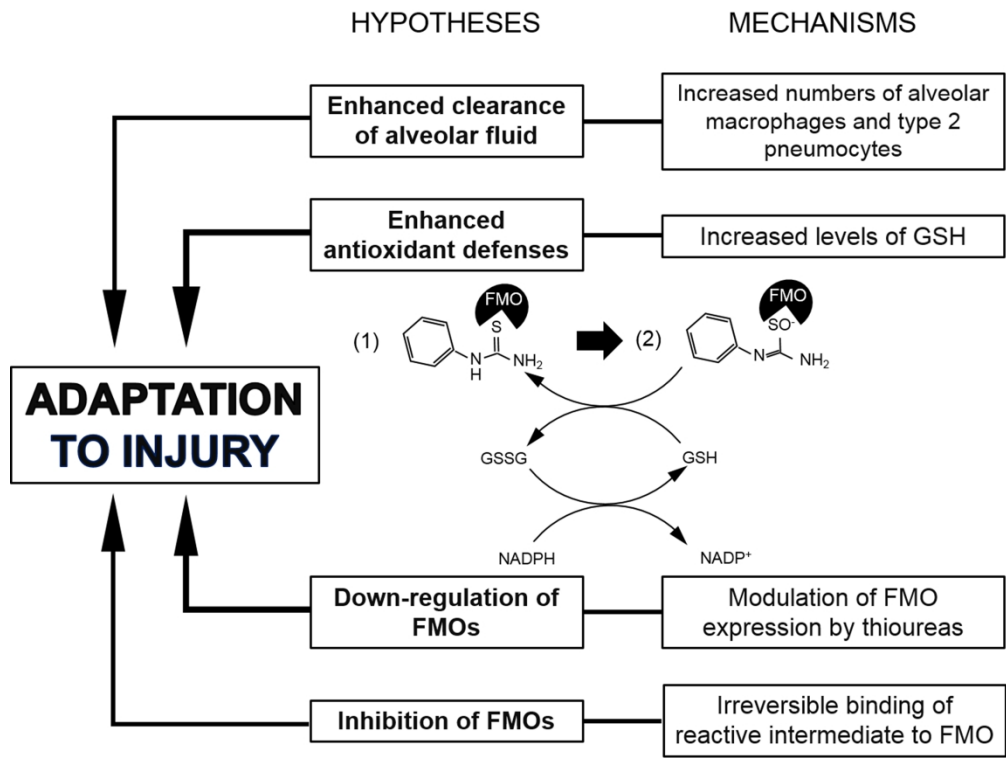 HYPOTHESES
MECHANISMS
Enhanced clearance
of alveolar fluid
Increased numbers of alveolar
macrophages and type 2
pneumocytes
Enhanced
antioxidant defenses
Increased levels of GSH
(1)
FMO
S
N
H
NH₂
(2)
FMO
SO⁻
N
NH₂
ADAPTATION
TO INJURY
GSSG
GSH
NADPH
NADP⁺
Down-regulation of
FMOs
Modulation of FMO
expression by thioureas
Inhibition of FMOs
Irreversible binding of
reactive intermediate to FMO